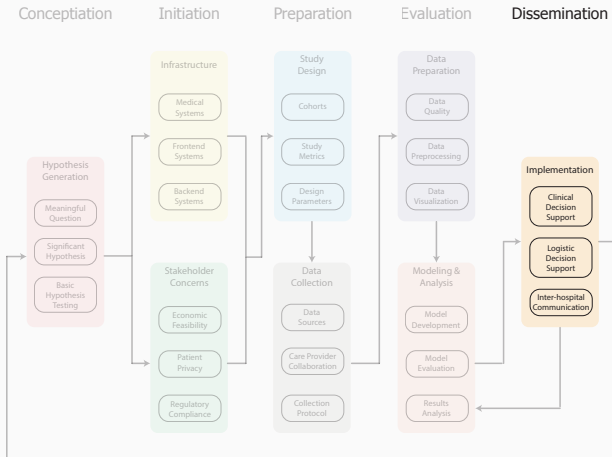 Conceptiation
Initiation
Preparation
Evaluation
Dissemination
Hypothesis
Generation
Meaningful
Question
Significant
Hypothesis
Basic
Hypothesis
Testing
Infrastructure
Medical
Systems
Frontend
Systems
Backend
Systems
Stakeholder
Concerns
Economic
Feasibility
Patient
Privacy
Regulatory
Compliance
Study
Design
Cohorts
Study
Metrics
Design
Parameters
Data
Collection
Data
Sources
Care Provider
Collaboration
Collection
Protocol
Data
Preparation
Data
Quality
Data
Preprocessing
Data
Visualization
Modeling &
Analysis
Model
Development
Model
Evaluation
Results
Analysis
Implementation
Clinical
Decision
Support
Logistic
Decision
Support
Inter-hospital
Communication